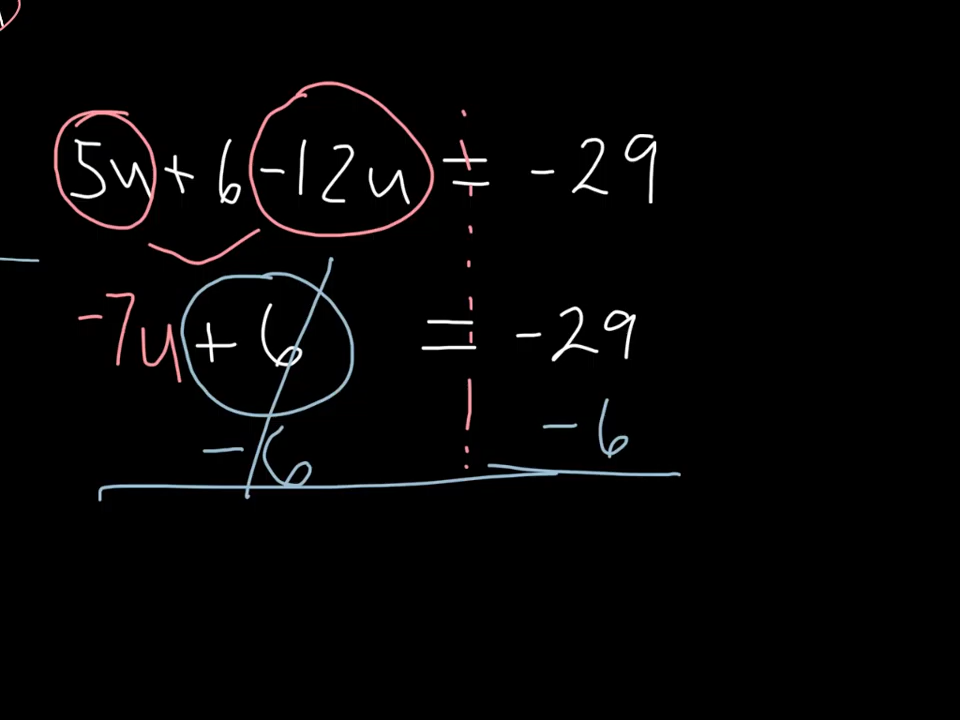 5u + 6 - 12u = -29
-7u + 6 = -29
-6 -6